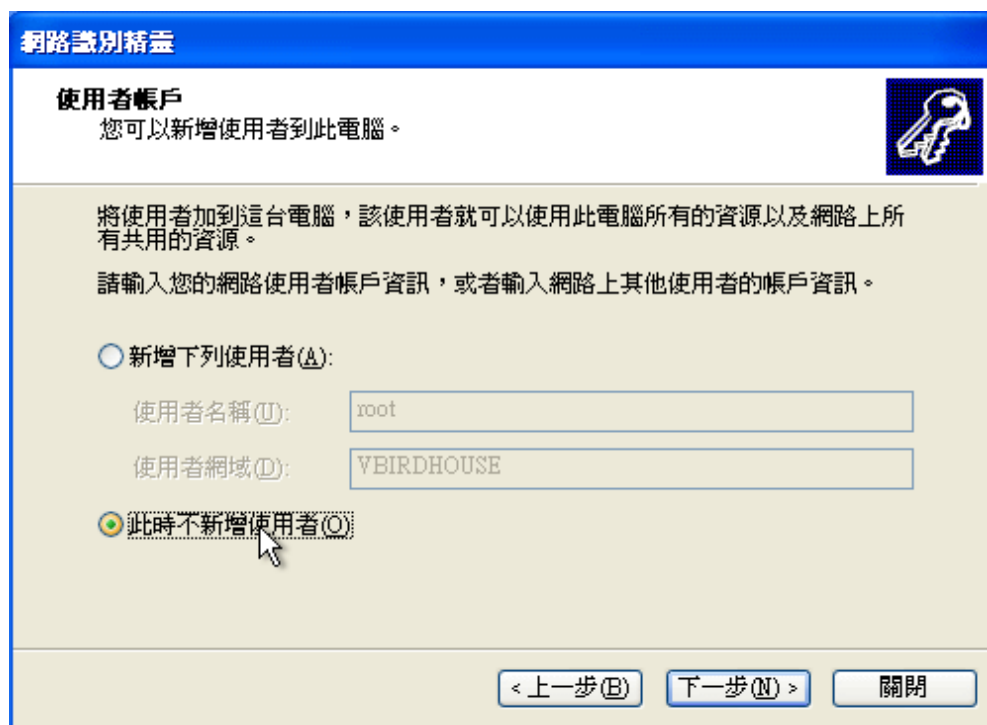 網路識別精靈
使用者帳戶
您可以新增使用者到此電腦。
將使用者加到這台電腦，該使用者就可以使用此電腦所有的資源以及網路上所
有共用的資源。
請輸入您的網路使用者帳戶資訊，或者輸入網路上其他使用者的帳戶資訊。
新增下列使用者(A):
使用者名稱(U): root
使用者網域(D): VBIRDHOUSE
此時不新增使用者(O)
<上一步(B) 下一步(N)> 關閉